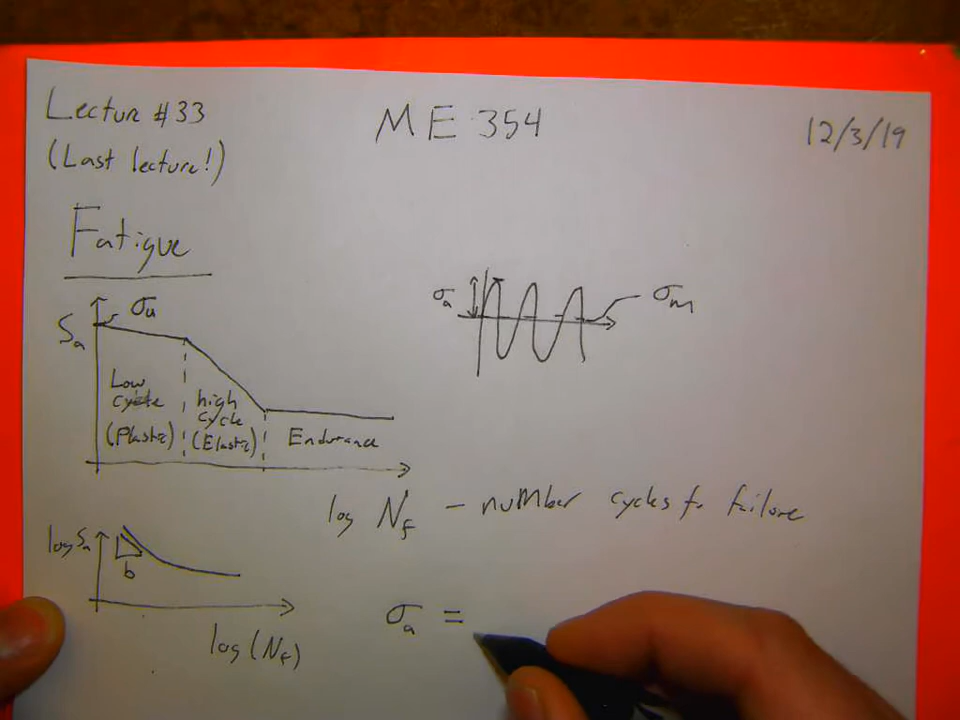 Lecture #33
ME 354
12/3/19
(Last lecture!)
Fatigue
σu
Sa
Low
cycle
(Plastic)
high
cycle
(Elastic)
Endurance
σa
σm
log Nf - number cycles to failure
log Sa
b
log (Nf)
σa =